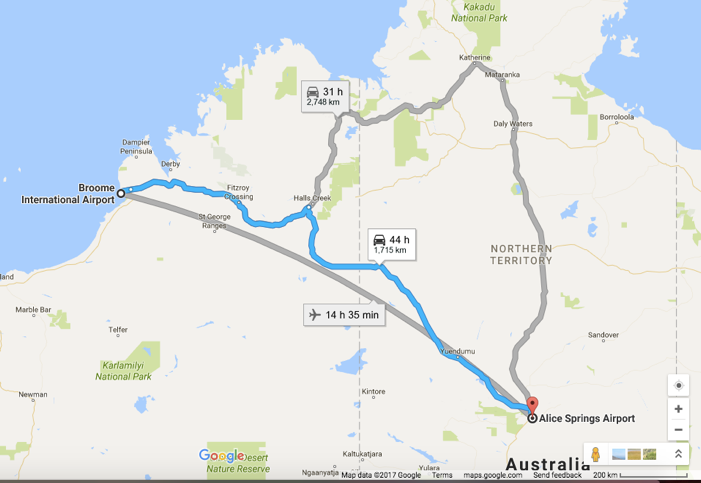 Kakadu
National Park
Katherine
Mataranka
31 h
2,748 km
Daly Waters
Borroloola
Dampier
Peninsula
Derby
Broome
International Airport
Fitzroy
Crossing
Halls Creek
St George
Ranges
44 h
1,715 km
NORTHERN
TERRITORY
14 h 35 min
Marble Bar
Telfer
Sandover
Yuendumu
Karlamilyi
National Park
Newman
Kintore
Alice Springs Airport
Google
Desert
Nature Reserve
Kaltukatjara
Ngaanyatja
Yulara
Australia
Map data ©2017 Google
Terms
maps.google.com
Send feedback
200 km